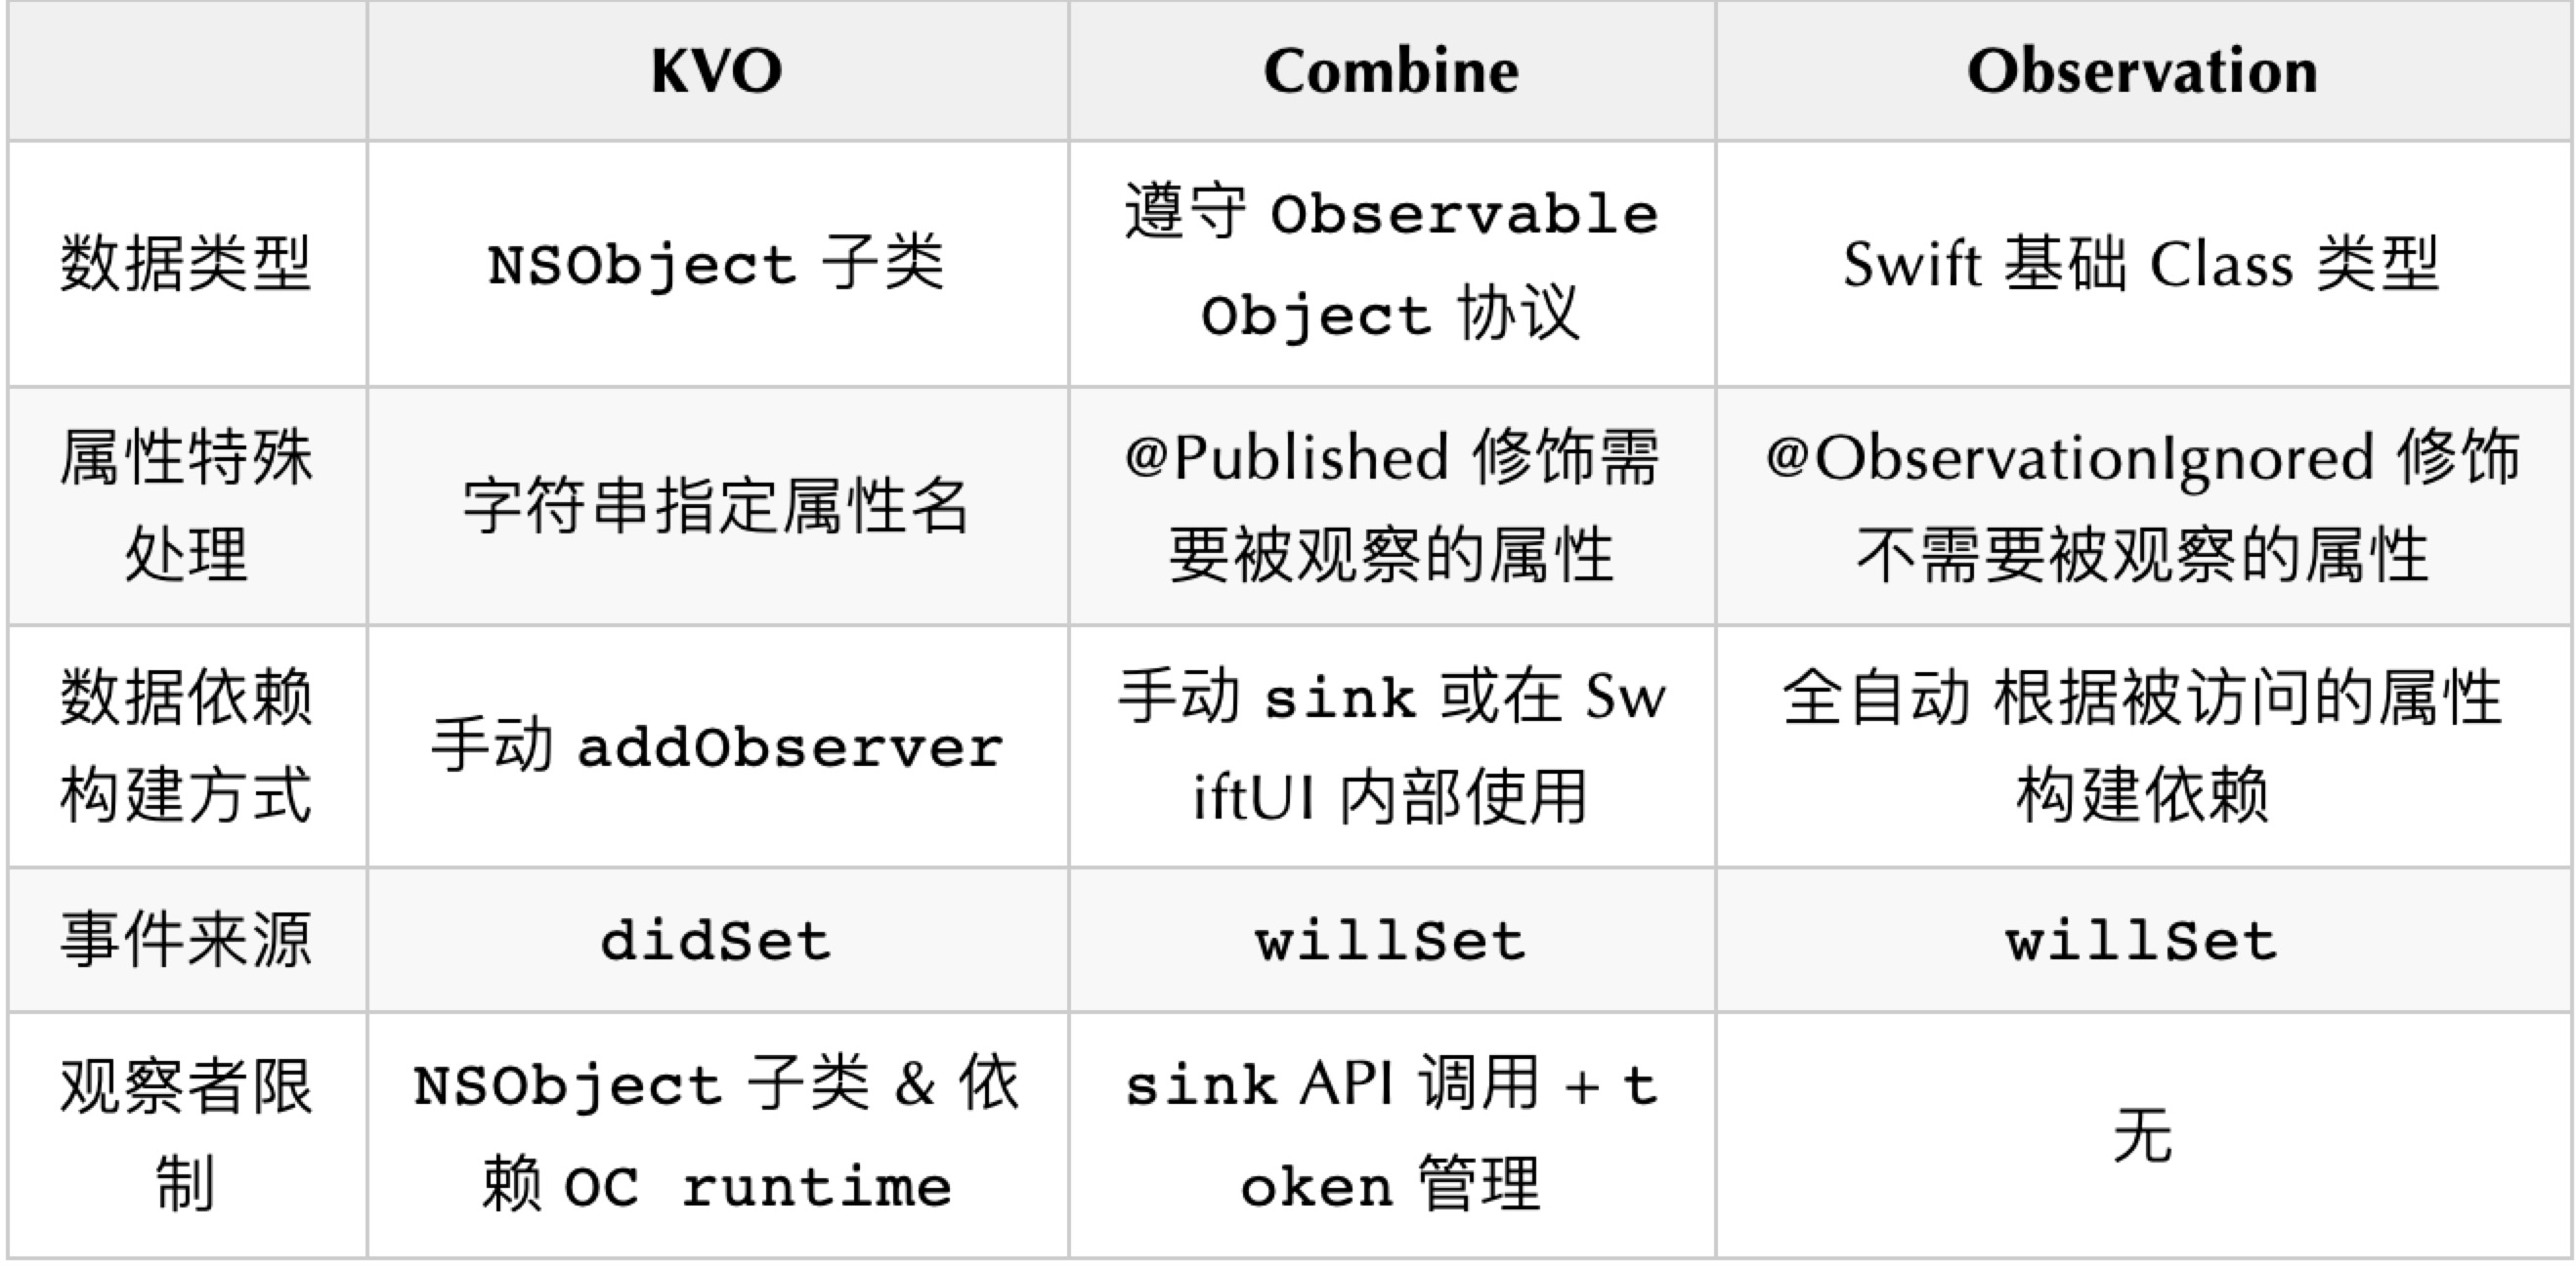 KVO
Combine
Observation
数据类型
NSObject 子类
遵守 Observable
Object 协议
Swift 基础 Class 类型
属性特殊
处理
字符串指定属性名
@Published 修饰需
要被观察的属性
@ObservationIgnored 修饰
不需要被观察的属性
数据依赖
构建方式
手动 addObserver
手动 sink 或在 Sw
iftUI 内部使用
全自动 根据被访问的属性
构建依赖
事件来源
didSet
willSet
willSet
观察者限
制
NSObject 子类 & 依
赖 OC runtime
sink API 调用 + t
oken 管理
无